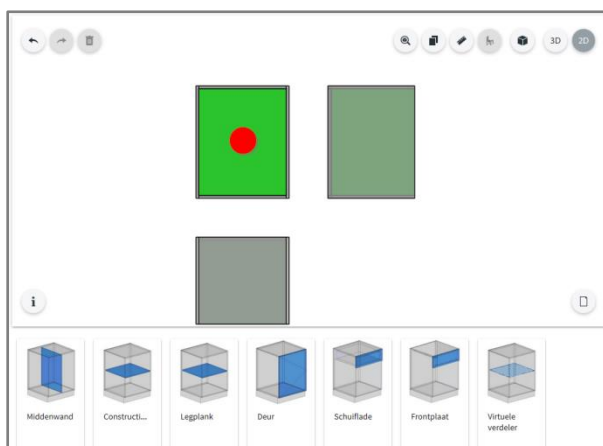 3D
2D
i
Middenwand
Constructi...
Legplank
Deur
Schuiflade
Frontplaat
Virtuele
verdeler